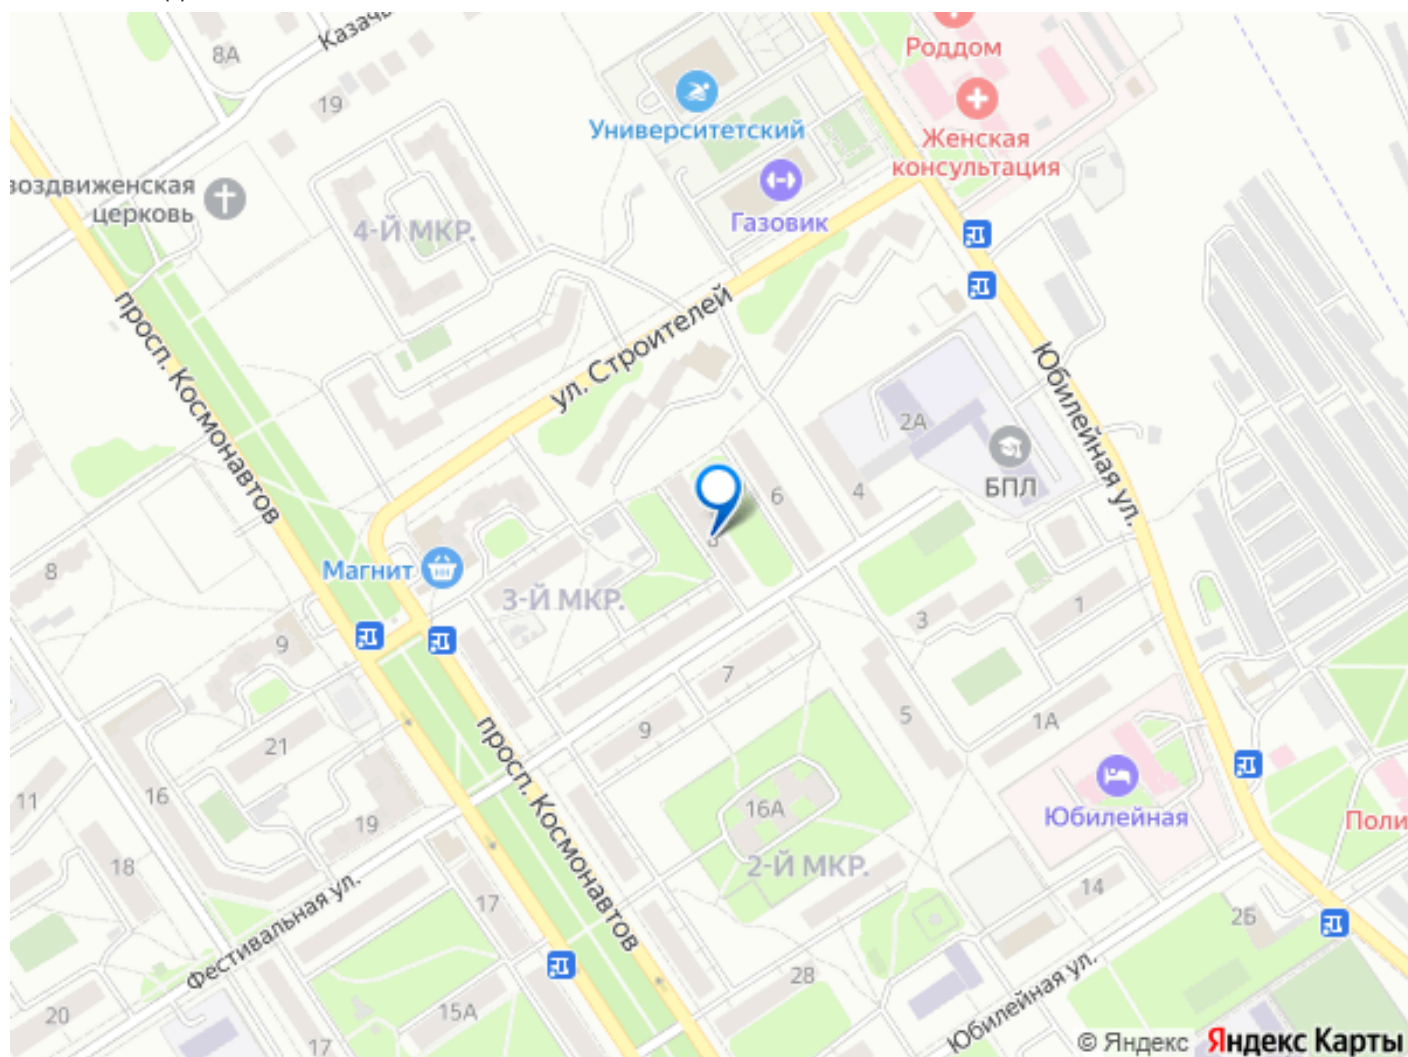 Роддом
Казачь
8А
19
Университетский
Женская
консультация
воздвиженская
церковь
4-Й МКР.
Газовик
просп. Космонавтов
ул. Строителей
Юбилейная ул.
2А
БПЛ
6
4
8
8
Магнит
3-Й МКР.
1
3
9
7
9
5
1А
21
16
11
просп. Космонавтов
16А
Юбилейная
Поли
19
18
2-Й МКР.
14
17
2Б
Фестивальная ул.
28
20
15А
17
Юбилейная ул.
© Яндекс Яндекс Карты